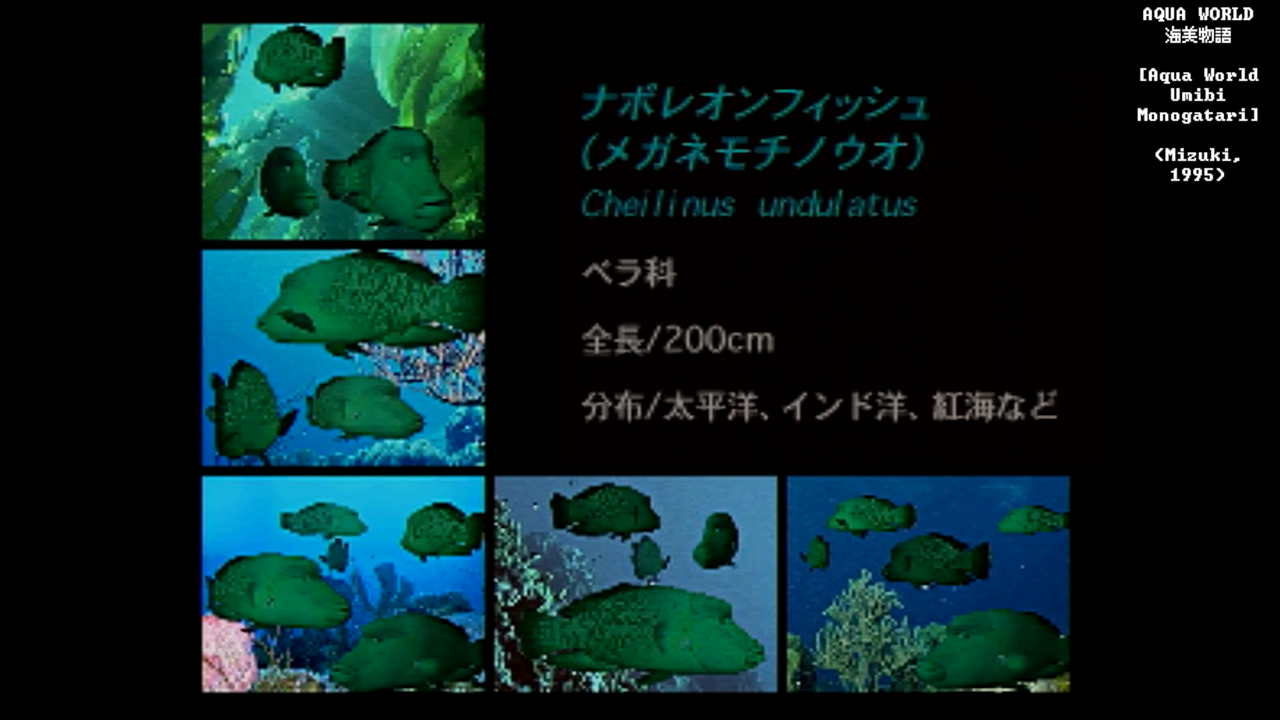 ナポレオンフィッシュ
(メガネモチノウオ)
Cheilinus undulatus
ベラ科
全長/200cm
分布/太平洋、インド洋、紅海など
AQUA WORLD
海美物語
[Aqua World
Umibi
Monogatari]
(Mizuki,
1995)